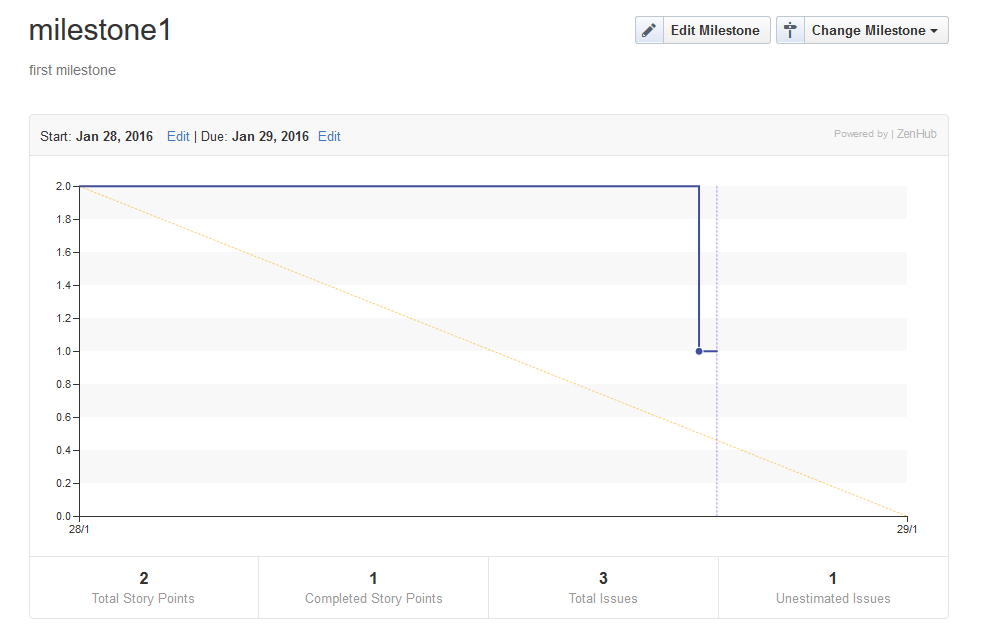 milestone1
Edit Milestone
Change Milestone
first milestone
Start: Jan 28, 2016 Edit | Due: Jan 29, 2016 Edit
Powered by | ZenHub
2.0
1.8
1.6
1.4
1.2
1.0
0.8
0.6
0.4
0.2
0.0
28/1
29/1
2
Total Story Points
1
Completed Story Points
3
Total Issues
1
Unestimated Issues